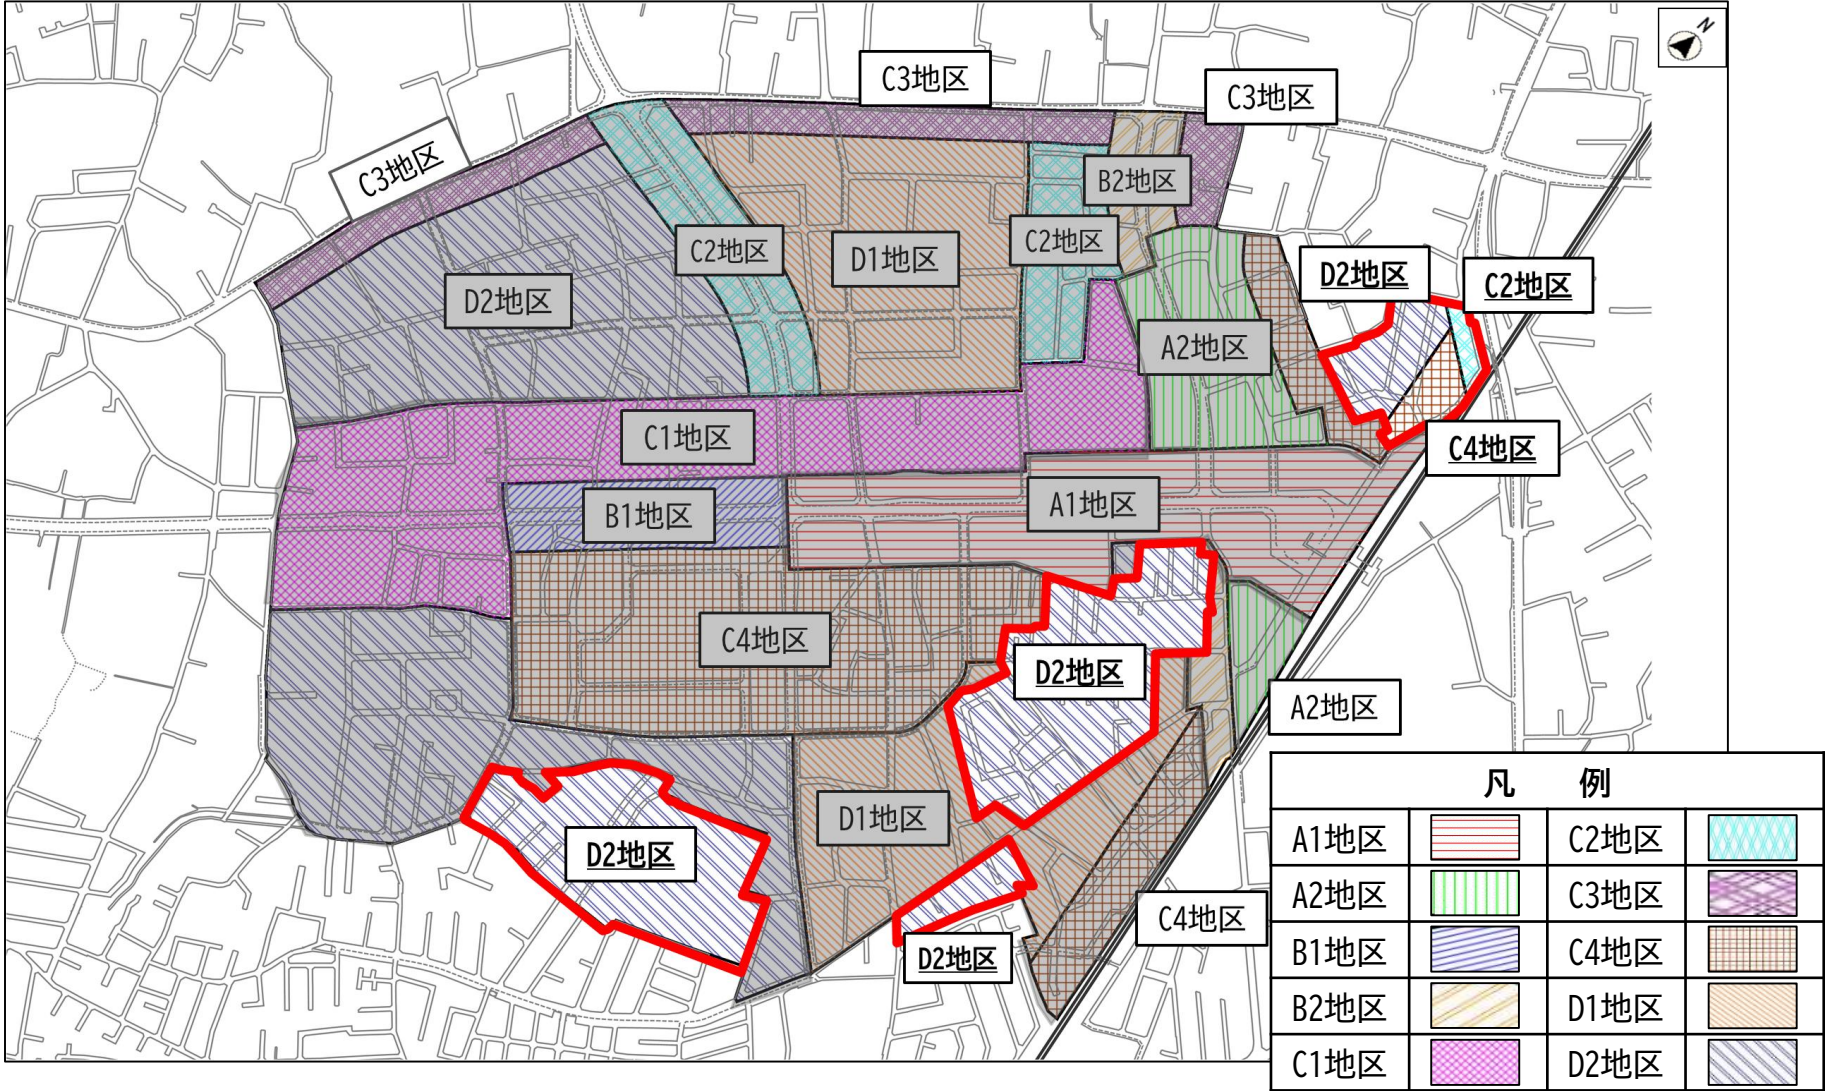 N
C3地区
C3地区
C3地区
B2地区
C2地区
C2地区
D1地区
D2地区
D2地区
C2地区
A2地区
C1地区
C4地区
B1地区
A1地区
C4地区
D2地区
A2地区
D1地区
D2地区
C4地区
D2地区
凡 例
A1地区 C2地区
A2地区 C3地区
B1地区 C4地区
B2地区 D1地区
C1地区 D2地区